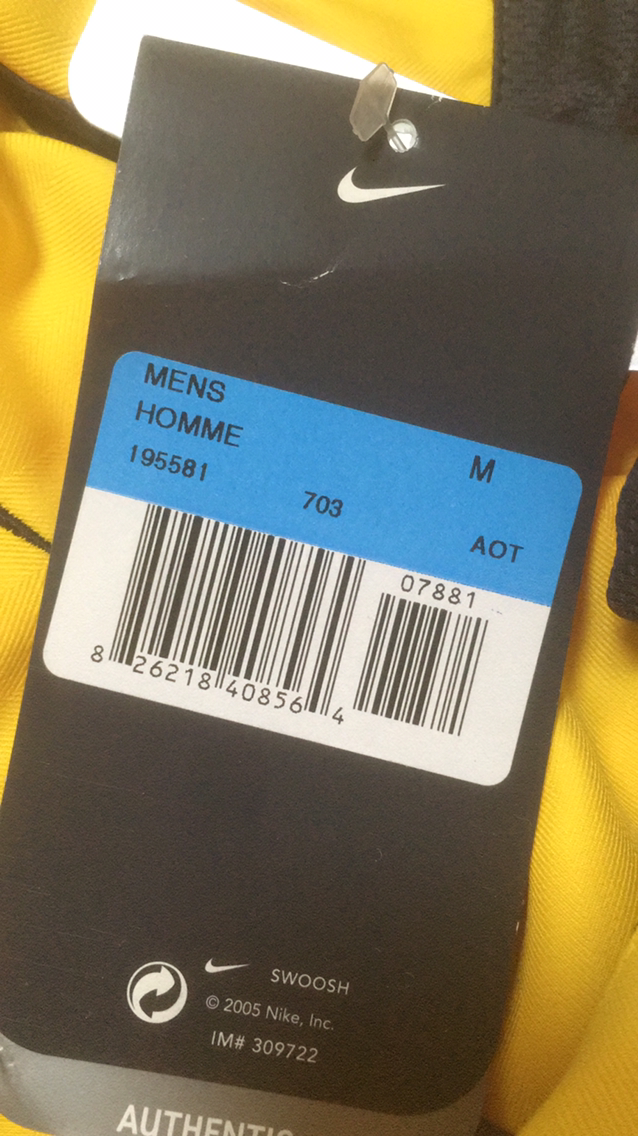 MENS
HOMME
195581
M
703
AOT
07881
8 26218 40856 4
SWOOSH
© 2005 Nike, Inc.
IM# 309722